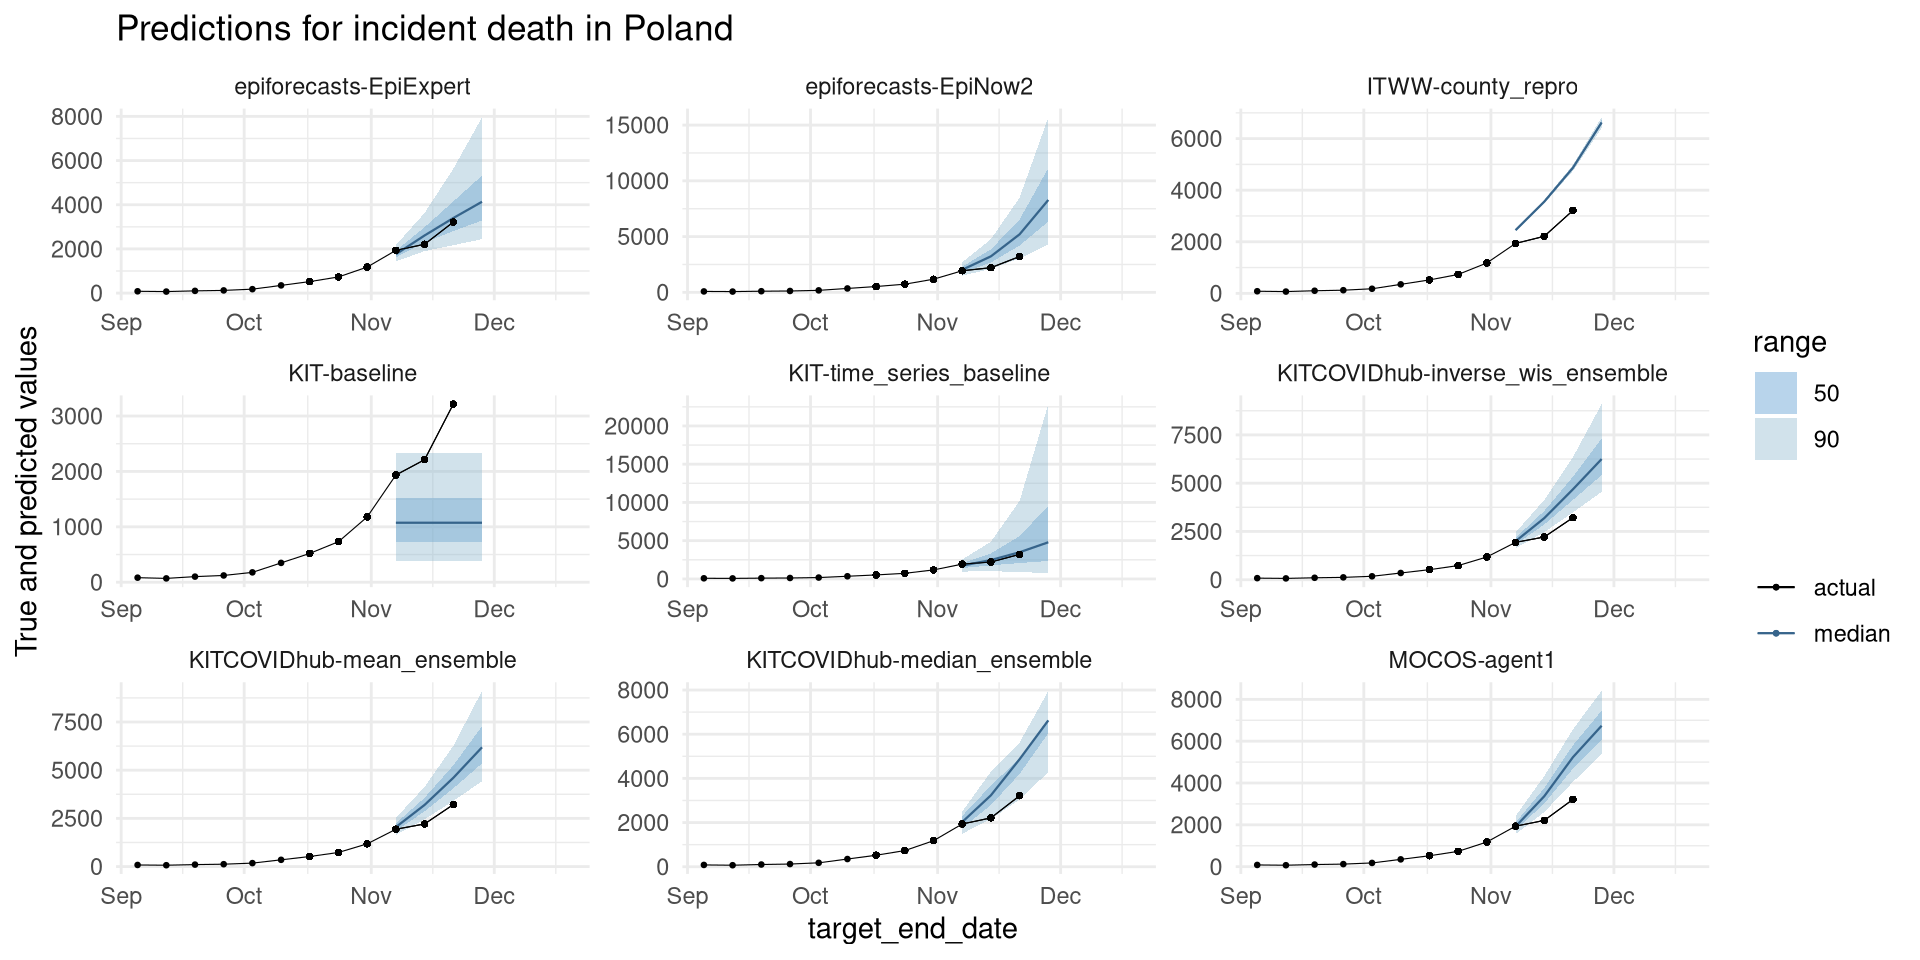 Predictions for incident death in Poland
True and predicted values
epiforecasts-EpiExpert
8000
6000
4000
2000
0
Sep Oct Nov Dec
epiforecasts-EpiNow2
15000
10000
5000
0
Sep Oct Nov Dec
ITWW-county_repro
6000
4000
2000
0
Sep Oct Nov Dec
KIT-baseline
3000
2000
1000
0
Sep Oct Nov Dec
KIT-time_series_baseline
20000
15000
10000
5000
0
Sep Oct Nov Dec
KITCOVIDhub-inverse_wis_ensemble
7500
5000
2500
0
Sep Oct Nov Dec
KITCOVIDhub-mean_ensemble
7500
5000
2500
0
Sep Oct Nov Dec
KITCOVIDhub-median_ensemble
8000
6000
4000
2000
0
Sep Oct Nov Dec
MOCOS-agent1
8000
6000
4000
2000
0
Sep Oct Nov Dec
target_end_date
range
50
90
actual
median